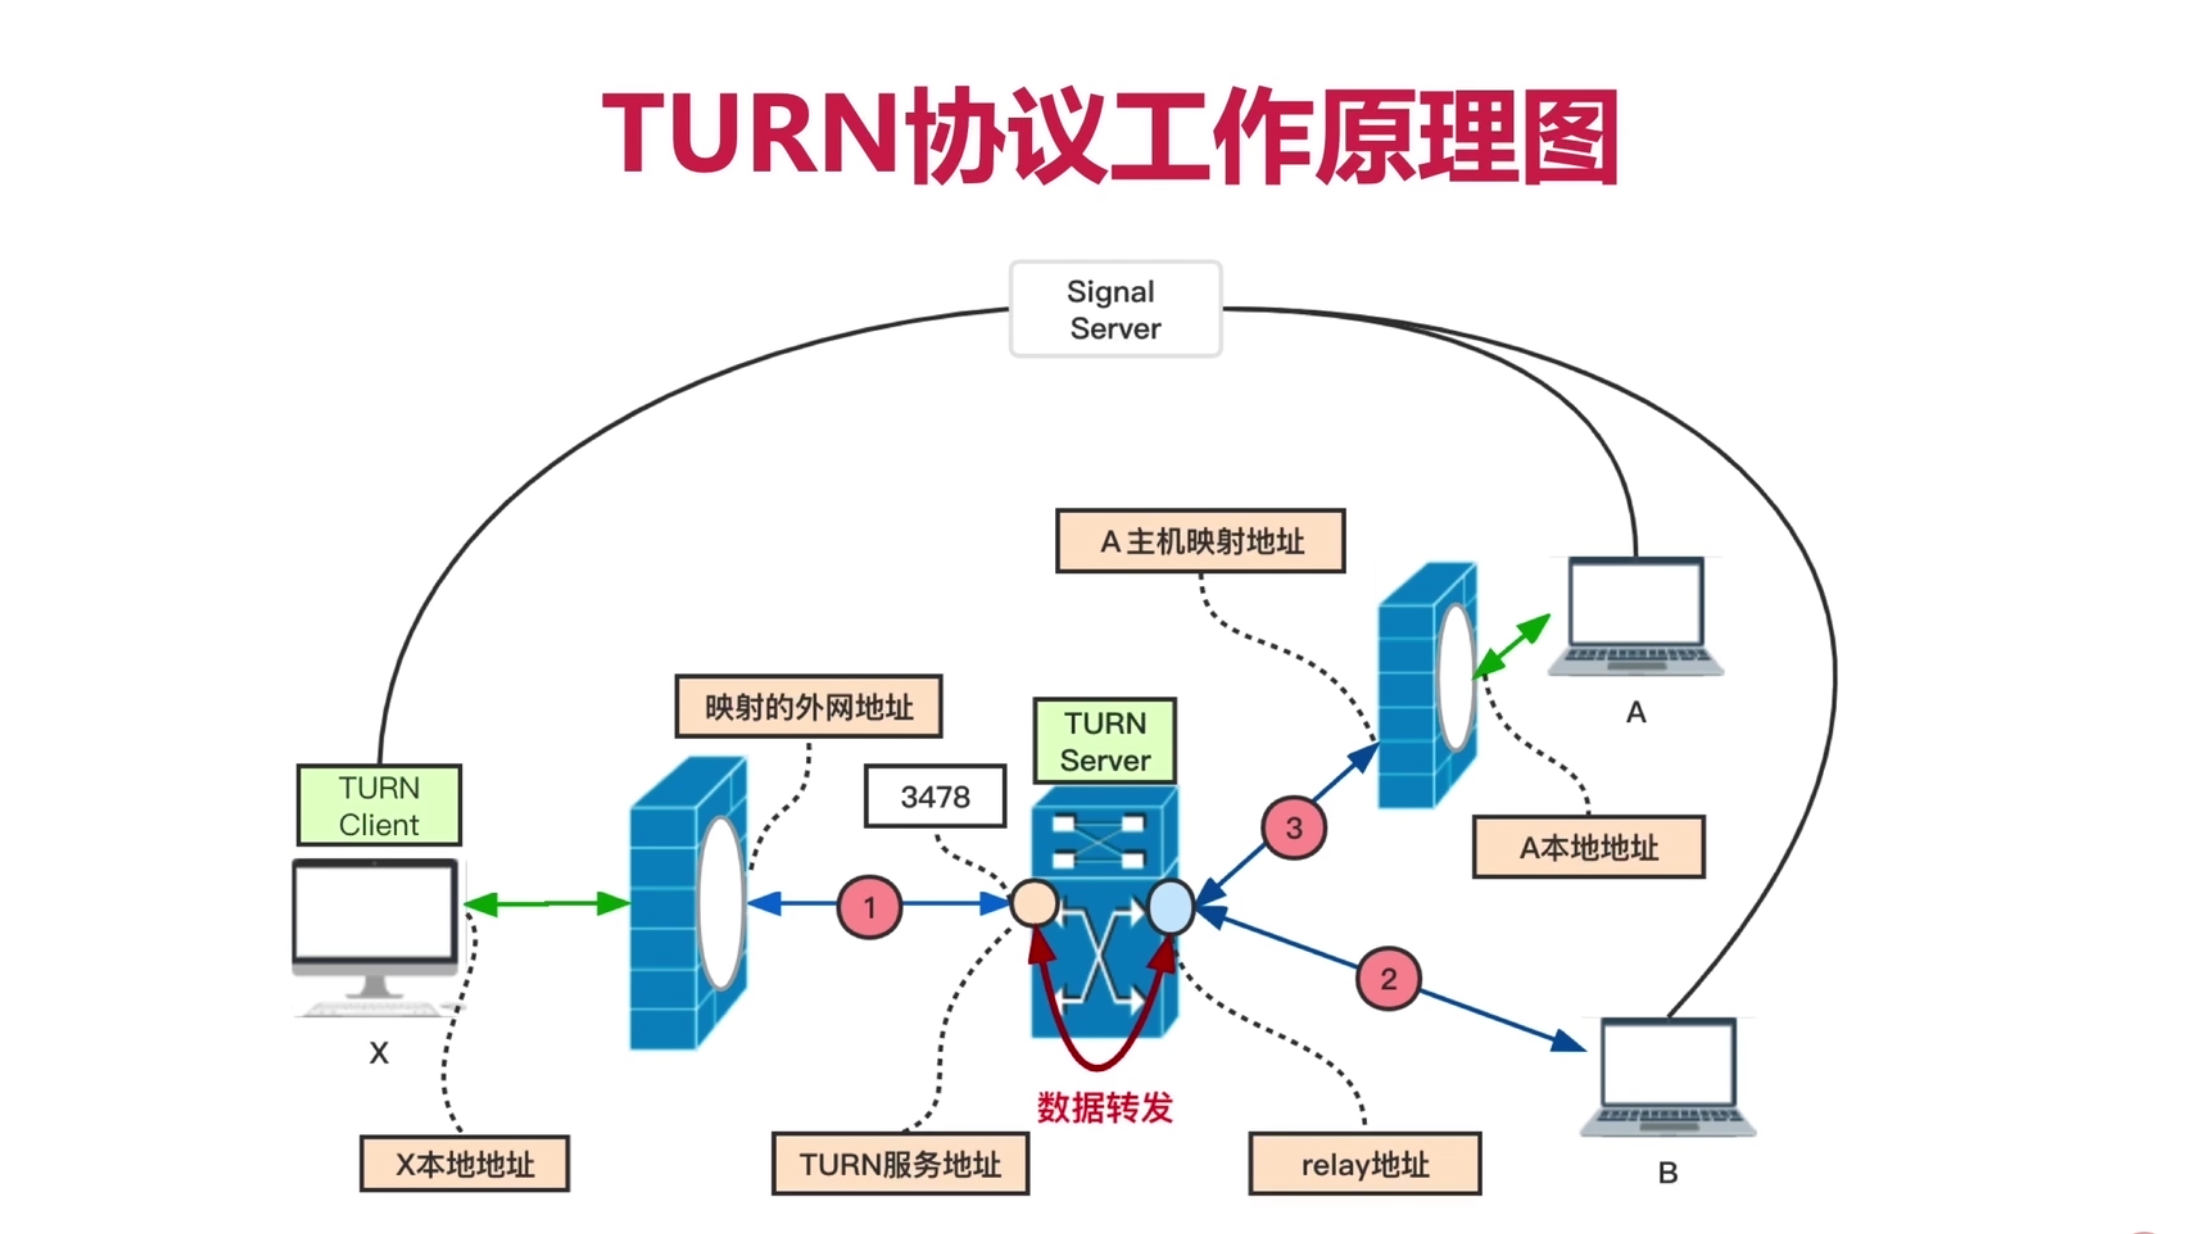 TURN协议工作原理图
Signal
Server
A主机映射地址
A
映射的外网地址
TURN
Server
3478
TURN
Client
3
A本地地址
1
2
X
数据转发
X本地地址
TURN服务地址
relay地址
B